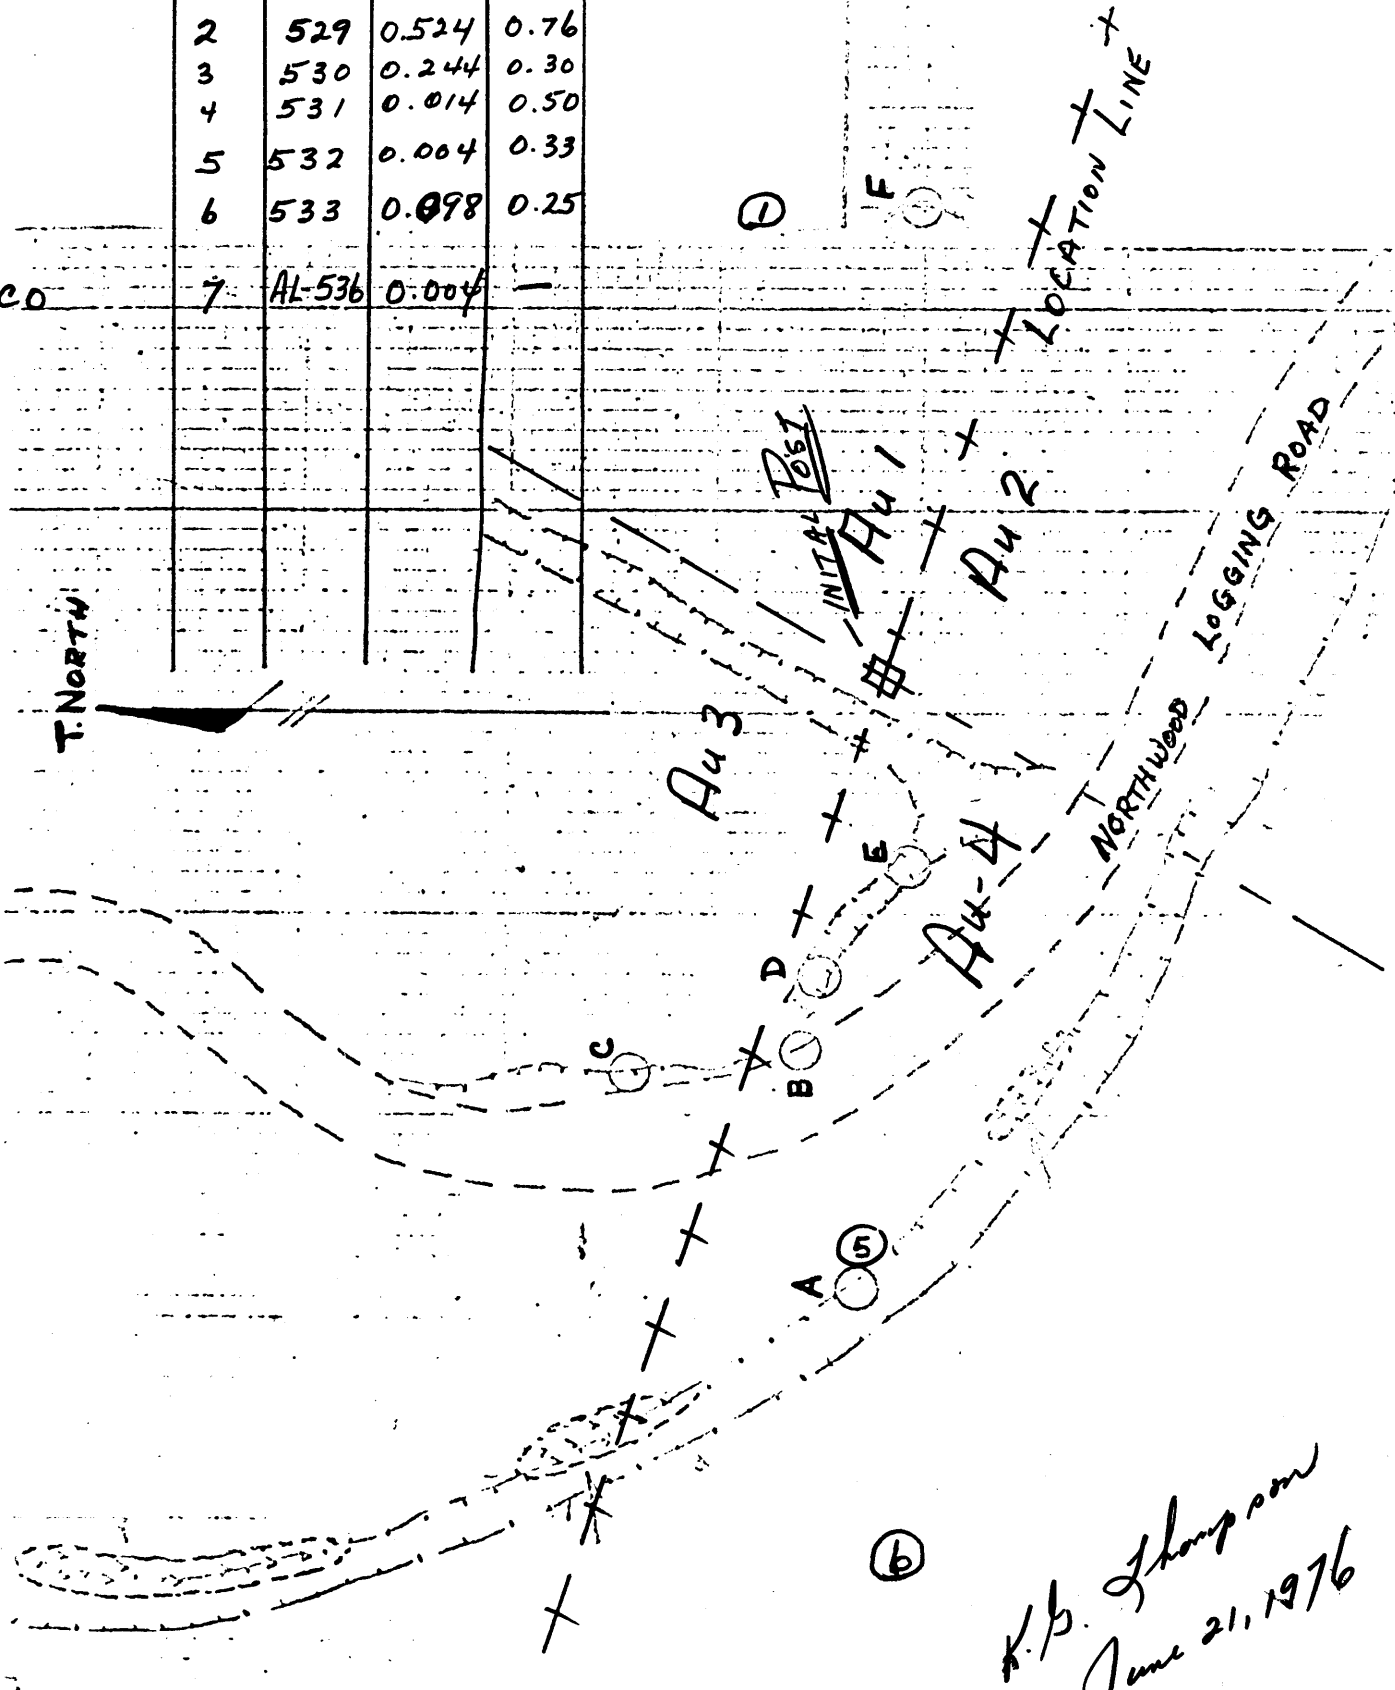 2 529 0.524 0.76
3 530 0.244 0.30
4 531 0.014 0.50
5 532 0.004 0.33
6 533 0.098 0.25
CO 7 AL-536 0.004 —
1
F
LOCATION LINE
T. NORTH
INITAL POST
Au 1
Au 2
Au 3
Au-4
NORTHWOOD LOGGING ROAD
E
D
C
B
A
5
6
K.G. Thompson
June 21, 1976